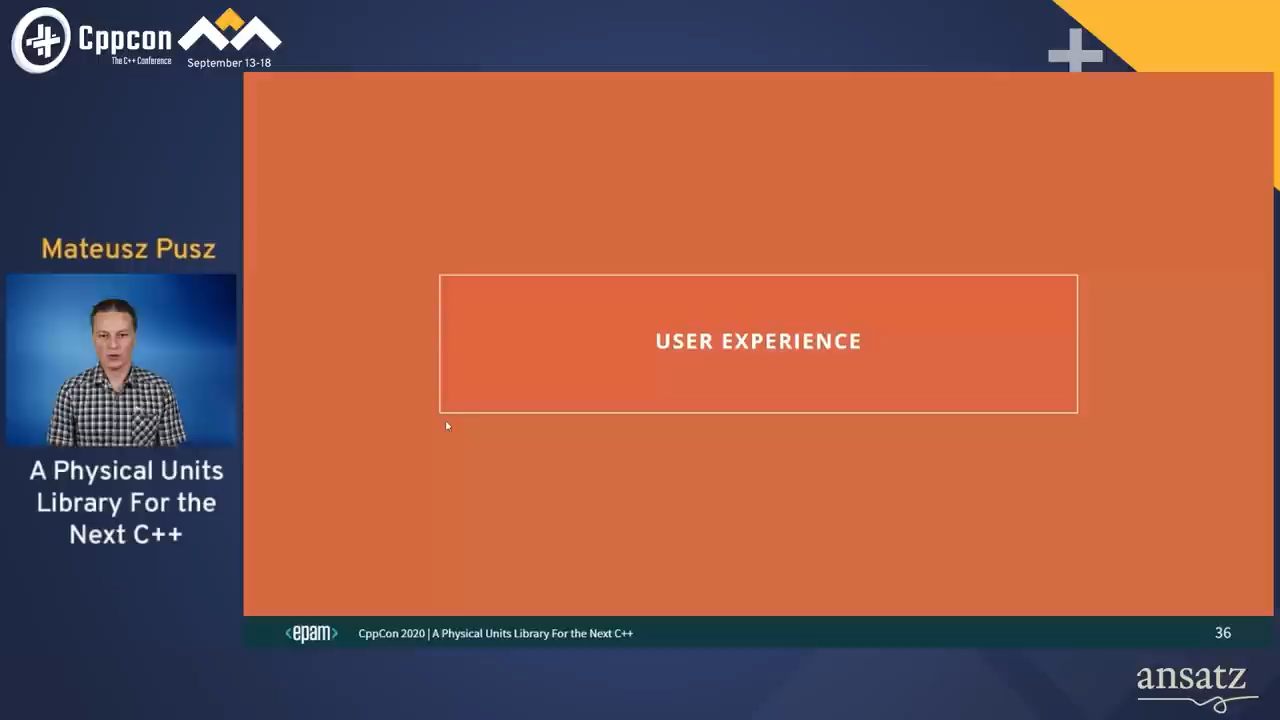 Cppcon
The C++ Conference
September 13-18
Mateusz Pusz
A Physical Units
Library For the
Next C++
USER EXPERIENCE
<epam>
CppCon 2020 | A Physical Units Library For the Next C++
36
ansatz